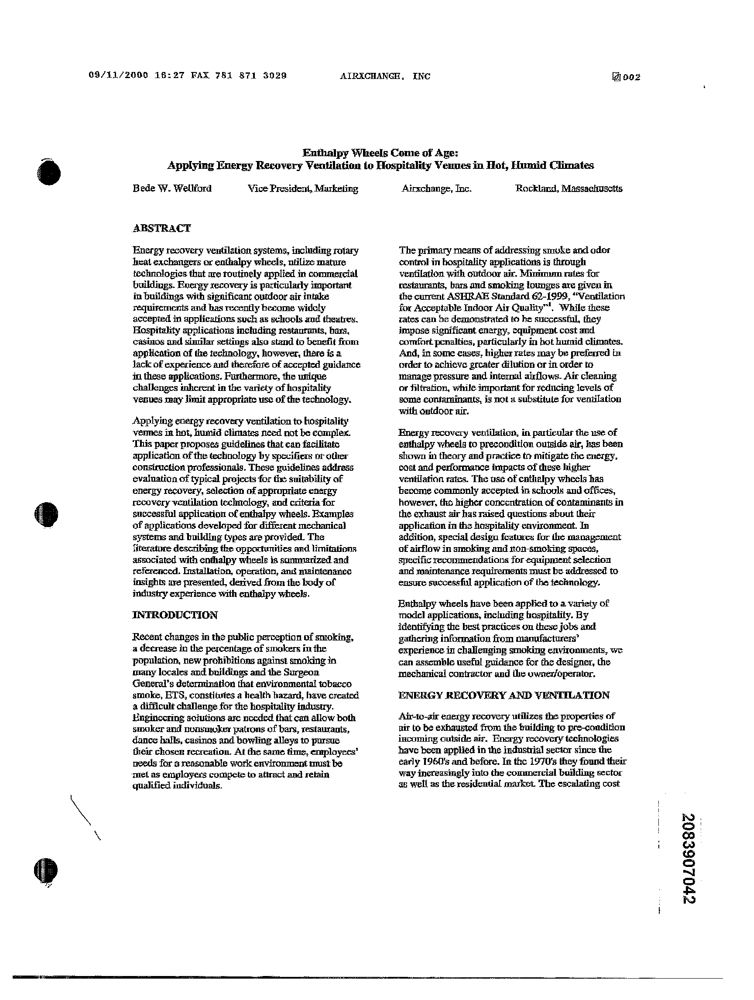 09/11/2000 16:27 FAX 781 871 3029 AIRXCHANGE, INC 002
Enthalpy Wheels Come of Age:
Applying Energy Recovery Ventilation to Hospitality Venues in Hot, Humid Climates
Bede W. Wellford Vice President, Marketing Airxchange, Inc. Rockland, Massachusetts
ABSTRACT
Energy recovery ventilation systems, including rotary
heat exchangers or enthalpy wheels, utilize mature
technologies that are routinely applied in commercial
buildings. Energy recovery is particularly important
in buildings with significant outdoor air intake
requirements and has recently become widely
accepted in applications such as schools and theatres.
Hospitality applications including restaurants, bars,
casinos and similar settings also stand to benefit from
application of the technology, however, there is a
lack of experience and therefore of accepted guidance
in these applications. Furthermore, the unique
challenges inherent in the variety of hospitality
venues may limit appropriate use of the technology.
Applying energy recovery ventilation to hospitality
venues in hot, humid climates need not be complex.
This paper proposes guidelines that can facilitate
application of the technology by specifiers or other
construction professionals. These guidelines address
evaluation of typical projects for the suitability of
energy recovery, selection of appropriate energy
recovery ventilation technology, and criteria for
successful application of enthalpy wheels. Examples
of applications developed for different mechanical
systems and building types are provided. The
literature describing the opportunities and limitations
associated with enthalpy wheels is summarized and
referenced. Installation, operation, and maintenance
insights are presented, derived from the body of
industry experience with enthalpy wheels.
INTRODUCTION
Recent changes in the public perception of smoking,
a decrease in the percentage of smokers in the
population, new prohibitions against smoking in
many locales and buildings and the Surgeon
General's determination that environmental tobacco
smoke, ETS, constitutes a health hazard, have created
a difficult challenge for the hospitality industry.
Engineering solutions are needed that can allow both
smoker and nonsmoker patrons of bars, restaurants,
dance halls, casinos and bowling alleys to pursue
their chosen recreation. At the same time, employees'
needs for a reasonable work environment must be
met as employers compete to attract and retain
qualified individuals.
The primary means of addressing smoke and odor
control in hospitality applications is through
ventilation with outdoor air. Minimum rates for
restaurants, bars and smoking lounges are given in
the current ASHRAE Standard 62-1999, "Ventilation
for Acceptable Indoor Air Quality"1. While these
rates can be demonstrated to be successful, they
impose significant energy, equipment cost and
comfort penalties, particularly in hot humid climates.
And, in some cases, higher rates may be preferred in
order to achieve greater dilution or in order to
manage pressure and internal airflows. Air cleaning
or filtration, while important for reducing levels of
some contaminants, is not a substitute for ventilation
with outdoor air.
Energy recovery ventilation, in particular the use of
enthalpy wheels to precondition outside air, has been
shown in theory and practice to mitigate the energy,
cost and performance impacts of these higher
ventilation rates. The use of enthalpy wheels has
become commonly accepted in schools and offices,
however, the higher concentration of contaminants in
the exhaust air has raised questions about their
application in the hospitality environment. In
addition, special design features for the management
of airflow in smoking and non-smoking spaces,
specific recommendations for equipment selection
and maintenance requirements must be addressed to
ensure successful application of the technology.
Enthalpy wheels have been applied to a variety of
model applications, including hospitality. By
identifying the best practices on these jobs and
gathering information from manufacturers'
experience in challenging smoking environments, we
can assemble useful guidance for the designer, the
mechanical contractor and the owner/operator.
ENERGY RECOVERY AND VENTILATION
Air-to-air energy recovery utilizes the properties of
air to be exhausted from the building to pre-condition
incoming outside air. Energy recovery technologies
have been applied in the industrial sector since the
early 1960's and before. In the 1970's they found their
way increasingly into the commercial building sector
as well as the residential market. The escalating cost
2083907042